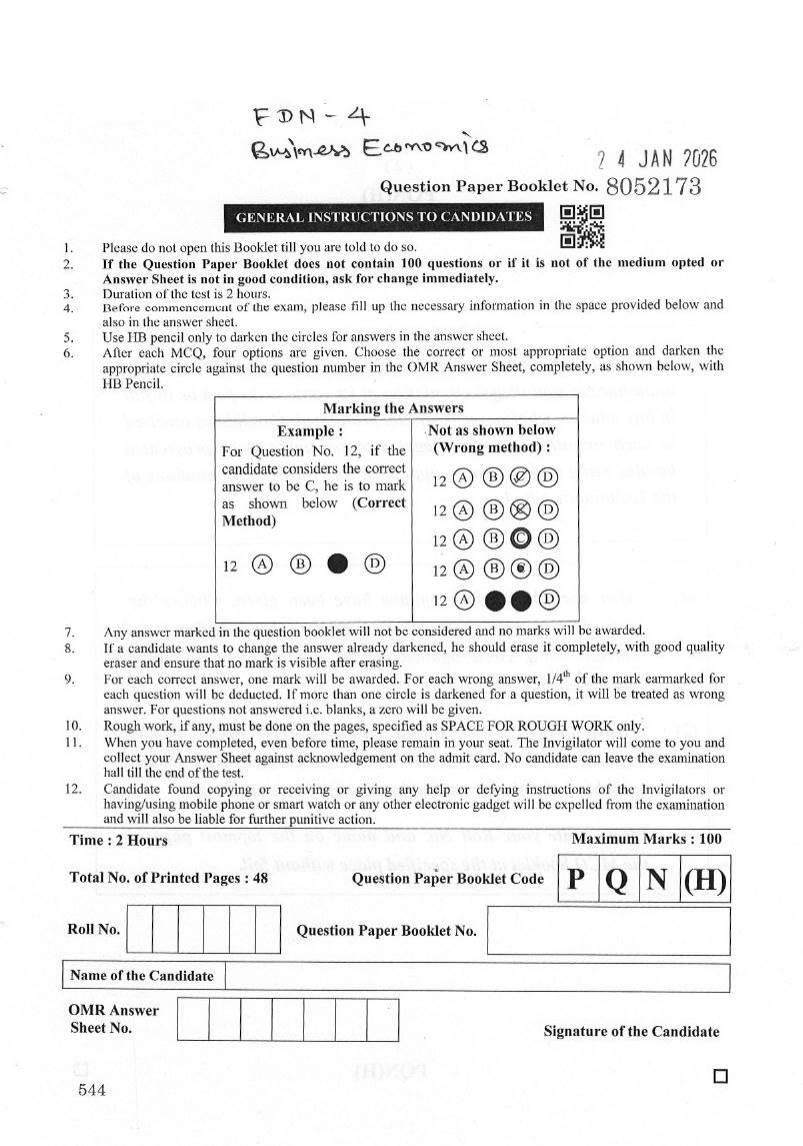 FDN - 4
Business Economics
24 JAN 2026
Question Paper Booklet No. 8052173
GENERAL INSTRUCTIONS TO CANDIDATES
1. Please do not open this Booklet till you are told to do so.
2. If the Question Paper Booklet does not contain 100 questions or if it is not of the medium opted or
Answer Sheet is not in good condition, ask for change immediately.
3. Duration of the test is 2 hours.
4. Before commencement of the exam, please fill up the necessary information in the space provided below and
also in the answer sheet.
5. Use HB pencil only to darken the circles for answers in the answer sheet.
6. After each MCQ, four options are given. Choose the correct or most appropriate option and darken the
appropriate circle against the question number in the OMR Answer Sheet, completely, as shown below, with
HB Pencil.
Marking the Answers
Example :
For Question No. 12, if the
candidate considers the correct
answer to be C, he is to mark
as shown below (Correct
Method)
12 A B D
Not as shown below
(Wrong method) :
12 A B C D
12 A B C D
12 A B C D
12 A B C D
12 A D
7. Any answer marked in the question booklet will not be considered and no marks will be awarded.
8. If a candidate wants to change the answer already darkened, he should erase it completely, with good quality
eraser and ensure that no mark is visible after erasing.
9. For each correct answer, one mark will be awarded. For each wrong answer, 1/4th of the mark earmarked for
each question will be deducted. If more than one circle is darkened for a question, it will be treated as wrong
answer. For questions not answered i.e. blanks, a zero will be given.
10. Rough work, if any, must be done on the pages, specified as SPACE FOR ROUGH WORK only.
11. When you have completed, even before time, please remain in your seat. The Invigilator will come to you and
collect your Answer Sheet against acknowledgement on the admit card. No candidate can leave the examination
hall till the end of the test.
12. Candidate found copying or receiving or giving any help or defying instructions of the Invigilators or
having/using mobile phone or smart watch or any other electronic gadget will be expelled from the examination
and will also be liable for further punitive action.
Time : 2 Hours Maximum Marks : 100
Total No. of Printed Pages : 48 Question Paper Booklet Code P Q N (H)
Roll No. Question Paper Booklet No.
Name of the Candidate
OMR Answer
Sheet No.
Signature of the Candidate
544